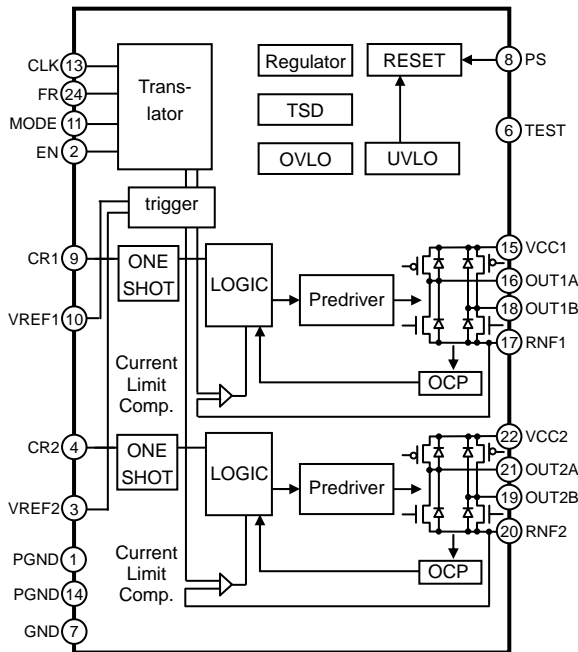 CLK 13
FR 24
MODE 11
EN 2
Trans-
lator
Regulator
RESET
8 PS
TSD
6 TEST
OVLO
UVLO
trigger
CR1 9
ONE
SHOT
LOGIC
Predriver
15 VCC1
16 OUT1A
18 OUT1B
17 RNF1
VREF1 10
Current
Limit
Comp.
OCP
CR2 4
ONE
SHOT
LOGIC
Predriver
22 VCC2
21 OUT2A
19 OUT2B
20 RNF2
VREF2 3
PGND 1
Current
Limit
Comp.
OCP
PGND 14
GND 7